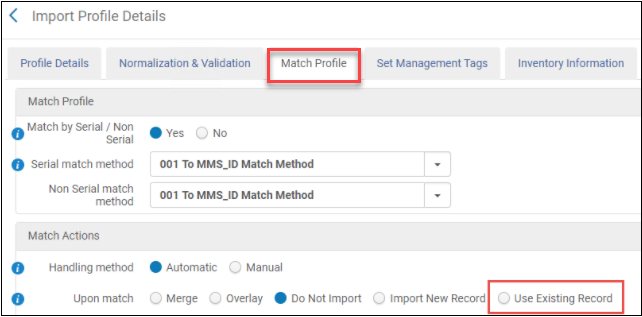 Import Profile Details
Profile Details Normalization & Validation Match Profile Set Management Tags Inventory Information
Match Profile
Match by Serial / Non
Serial
Yes No
Serial match method 001 To MMS_ID Match Method
Non Serial match
method
001 To MMS_ID Match Method
Match Actions
Handling method Automatic Manual
Upon match Merge Overlay Do Not Import Import New Record Use Existing Record